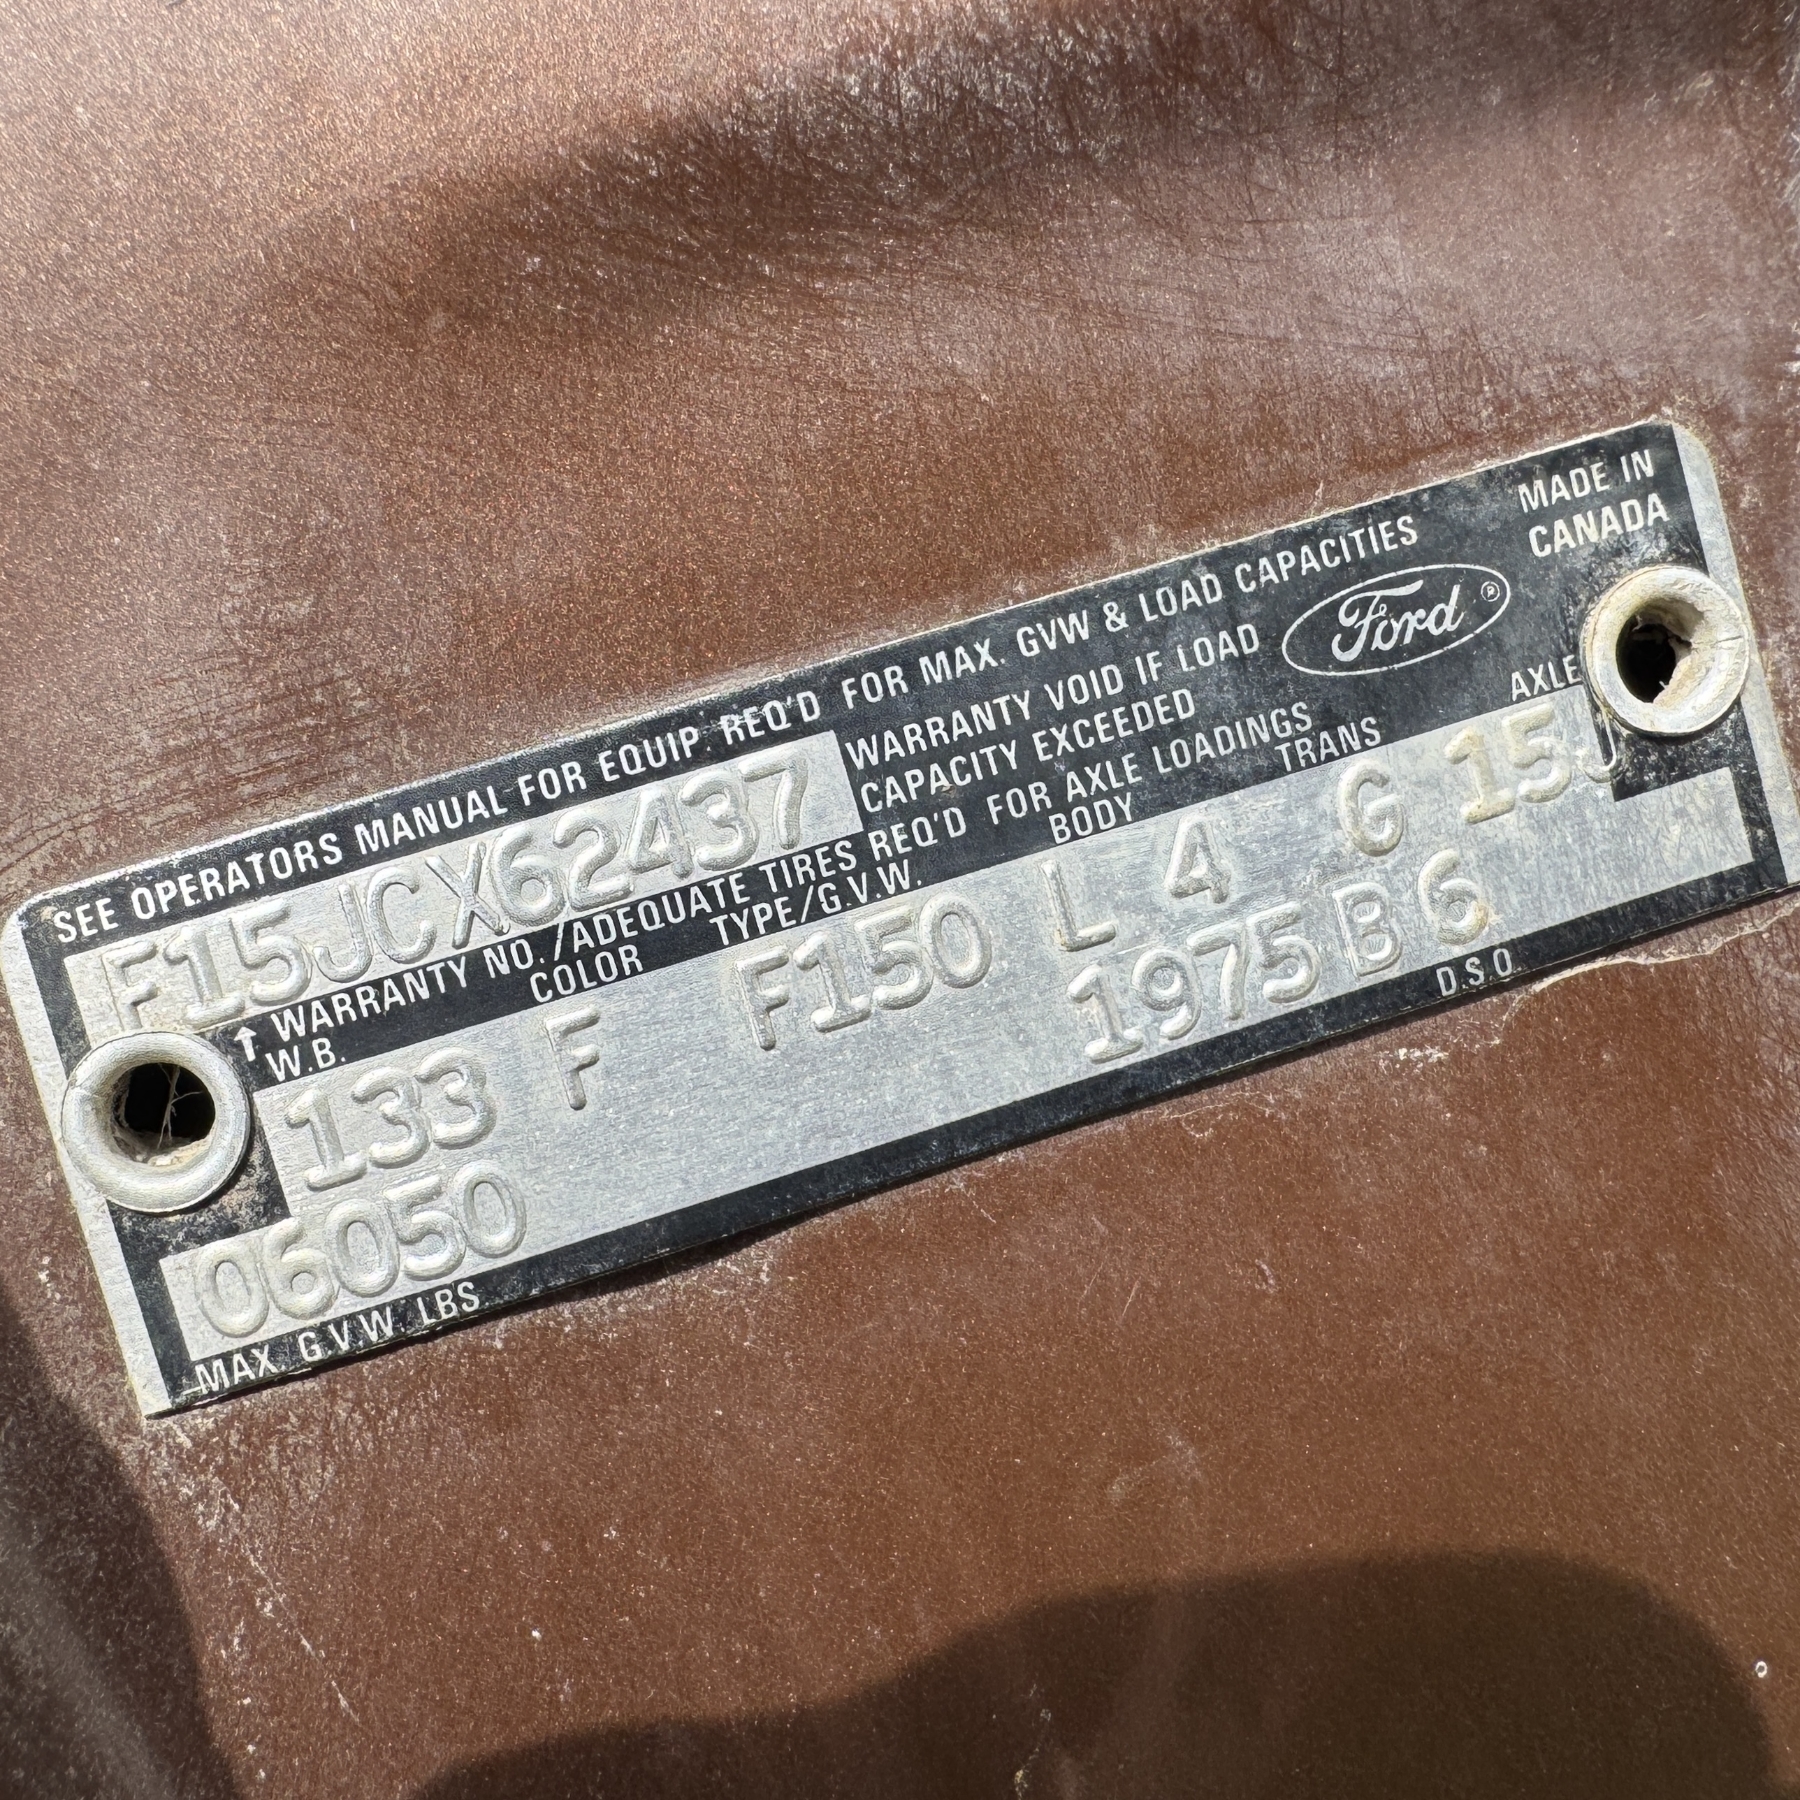 SEE OPERATORS MANUAL FOR EQUIP. REQ'D FOR MAX. GVW & LOAD CAPACITIES
MADE IN
CANADA
F15JCX62437
WARRANTY VOID IF LOAD
CAPACITY EXCEEDED
Ford ®
↑ WARRANTY NO./ADEQUATE TIRES REQ'D FOR AXLE LOADINGS
W.B. COLOR TYPE/G.V.W. BODY TRANS AXLE
133 F F150 L 4 G 15J
06050 1975 B 6
MAX. G.V.W. LBS D.S.O.